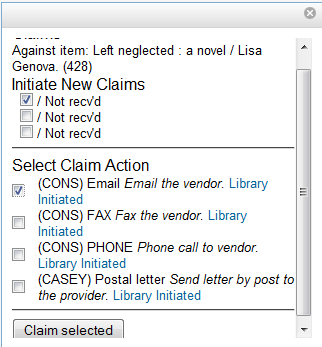 Claims
Against item: Left neglected : a novel / Lisa
Genova. (428)
Initiate New Claims
/ Not recv'd
/ Not recv'd
/ Not recv'd
Select Claim Action
(CONS) Email Email the vendor. Library
Initiated
(CONS) FAX Fax the vendor. Library
Initiated
(CONS) PHONE Phone call to vendor.
Library Initiated
(CASEY) Postal letter Send letter by post to
the provider. Library Initiated
Claim selected